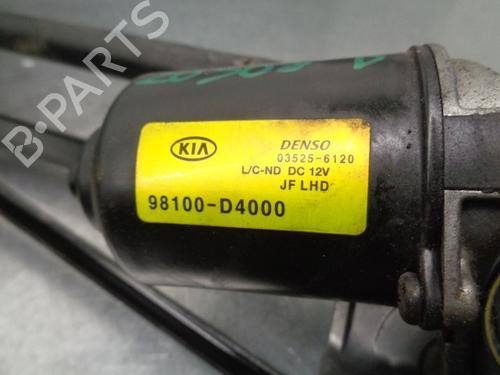 B-PARTS
KIA
DENSO
03525-6120
L/C-ND DC 12V
JF LHD
98100-D4000